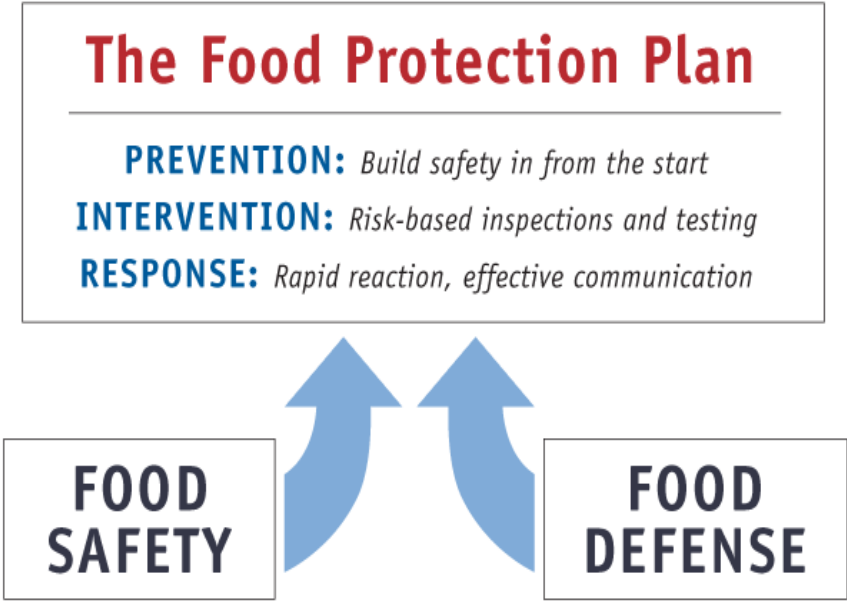 The Food Protection Plan
PREVENTION: Build safety in from the start
INTERVENTION: Risk-based inspections and testing
RESPONSE: Rapid reaction, effective communication
FOOD
SAFETY
FOOD
DEFENSE